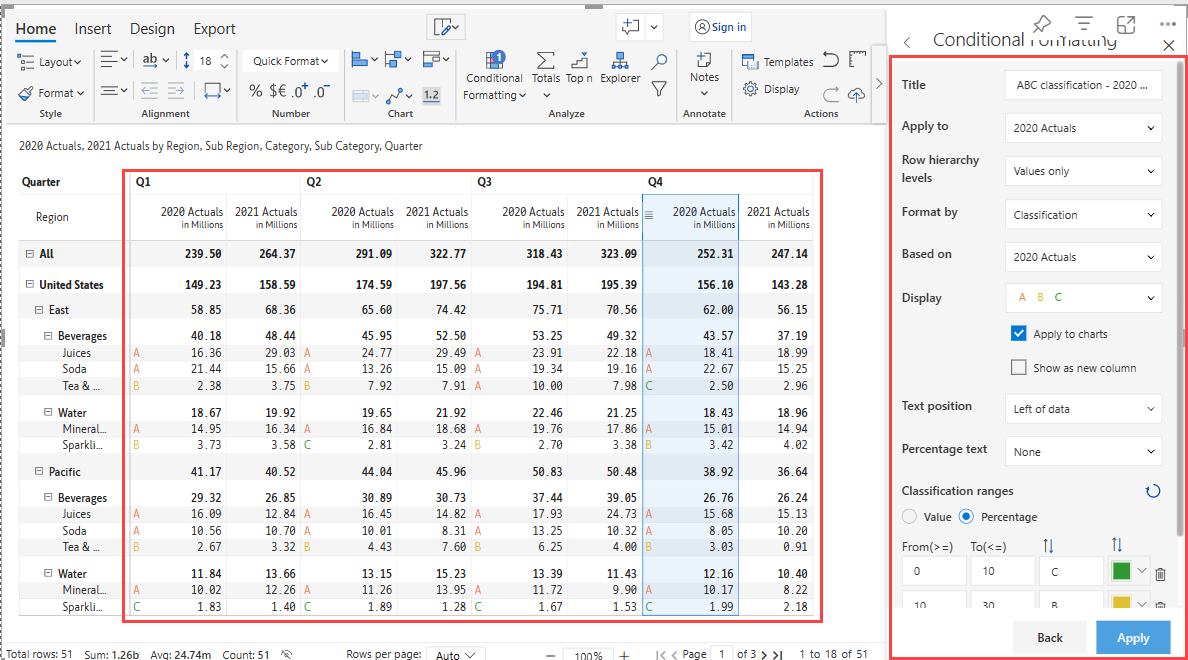 Home Insert Design Export Sign in
Layout ab 18 Quick Format Conditional Formatting Totals Top n Explorer Notes Templates
Format % $€ .0+ .0- 1.2 Display
Style Alignment Number Chart Analyze Annotate Actions
2020 Actuals, 2021 Actuals by Region, Sub Region, Category, Sub Category, Quarter
Quarter Q1 Q2 Q3 Q4
Region 2020 Actuals in Millions 2021 Actuals in Millions 2020 Actuals in Millions 2021 Actuals in Millions 2020 Actuals in Millions 2021 Actuals in Millions 2020 Actuals in Millions 2021 Actuals in Millions
All 239.50 264.37 291.09 322.77 318.43 323.09 252.31 247.14
United States 149.23 158.59 174.59 197.56 194.81 195.39 156.10 143.28
East 58.85 68.36 65.60 74.42 75.71 70.56 62.00 56.15
Beverages 40.18 48.44 45.95 52.50 53.25 49.32 43.57 37.19
Juices A 16.36 29.03 A 24.77 29.49 A 23.91 22.18 A 18.41 18.99
Soda A 21.44 15.66 A 13.26 15.09 A 19.34 19.16 A 22.67 15.25
Tea & ... B 2.38 3.75 B 7.92 7.91 A 10.00 7.98 C 2.50 2.96
Water 18.67 19.92 19.65 21.92 22.46 21.25 18.43 18.96
Mineral... A 14.95 16.34 A 16.84 18.68 A 19.76 17.86 A 15.01 14.94
Sparkli... B 3.73 3.58 C 2.81 3.24 B 2.70 3.38 B 3.42 4.02
Pacific 41.17 40.52 44.04 45.96 50.83 50.48 38.92 36.64
Beverages 29.32 26.85 30.89 30.73 37.44 39.05 26.76 26.24
Juices A 16.09 12.84 A 16.45 14.82 A 17.93 24.73 A 15.68 15.13
Soda A 10.56 10.70 A 10.01 8.31 A 13.25 10.32 A 8.05 10.20
Tea & ... B 2.67 3.32 B 4.43 7.60 B 6.25 4.00 B 3.03 0.91
Water 11.84 13.66 13.15 15.23 13.39 11.43 12.16 10.40
Mineral... A 10.02 12.26 A 11.26 13.95 A 11.72 9.90 A 10.17 8.22
Sparkli... C 1.83 1.40 C 1.89 1.28 C 1.67 1.53 C 1.99 2.18
Total rows: 51 Sum: 1.26b Avg: 24.74m Count: 51 Rows per page: Auto 100% Page 1 of 3 1 to 18 of 51
Conditional Formatting
Title ABC classification - 2020 ...
Apply to 2020 Actuals
Row hierarchy levels Values only
Format by Classification
Based on 2020 Actuals
Display A B C
Apply to charts
Show as new column
Text position Left of data
Percentage text None
Classification ranges
Value Percentage
From(>=) To(<=)
0 10 C
10 30 B
Back Apply